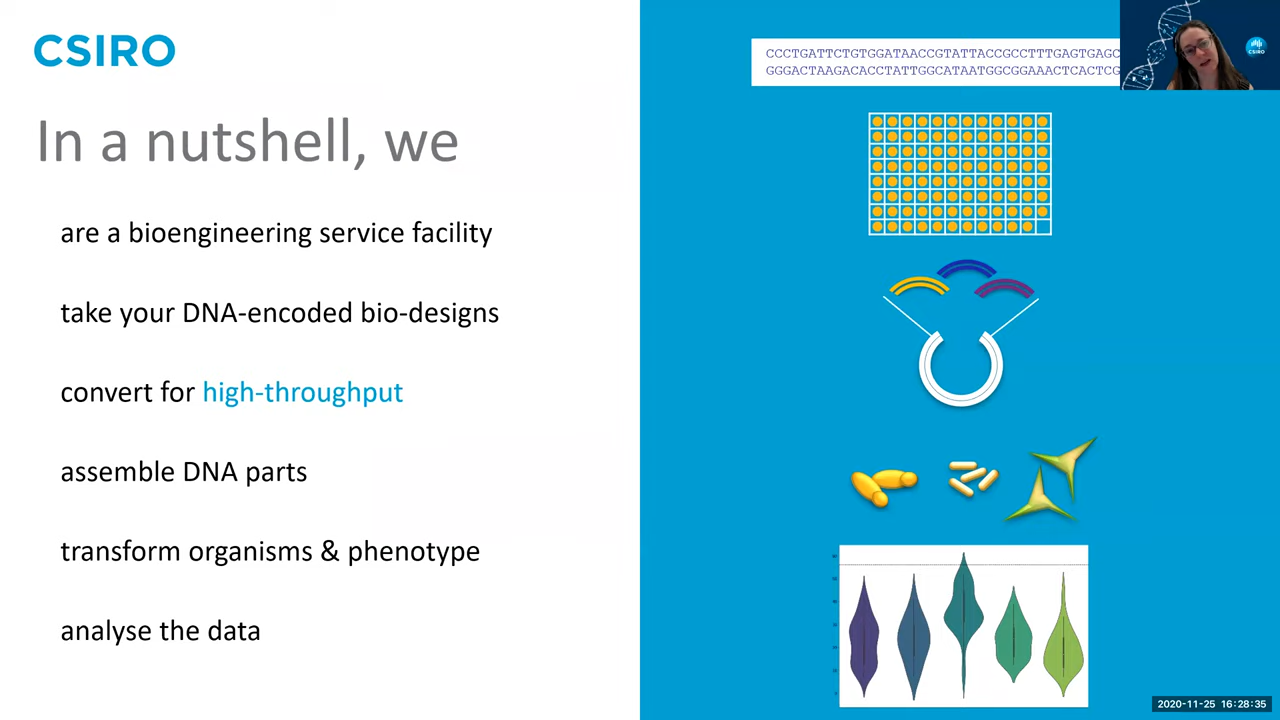 CSIRO
In a nutshell, we
are a bioengineering service facility
take your DNA-encoded bio-designs
convert for high-throughput
assemble DNA parts
transform organisms & phenotype
analyse the data
CCCTGATTCTGTGGATAACCGTATTACCGCCTTTGAGTGAGC
GGGACTAAGACACCTATTGGCATAATGGCGGAAACTCACTCG
CSIRO
2020-11-25 16:28:35